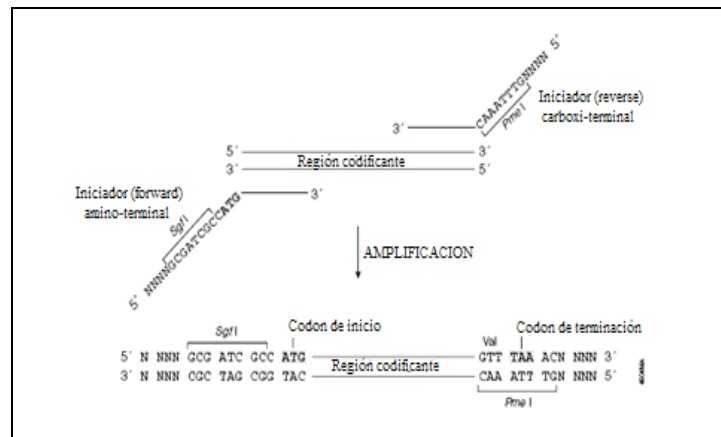 5´
CAAATTTGNNNN
Pme I
Iniciador (reverse)
carboxi-terminal
3´
5´ 3´
Región codificante
3´ 5´
Iniciador (forward)
amino-terminal
3´
SgfI
NNNNGCGATCGCCATG
5´
AMPLIFICACION
SgfI
Codon de inicio
Val
Codon de terminación
5´ N NNN GCG ATC GCC ATG GTT TAA ACN NNN 3´
Región codificante
3´ N NNN CGC TAG CGG TAC CAA ATT TGN NNN 5´
Pme I